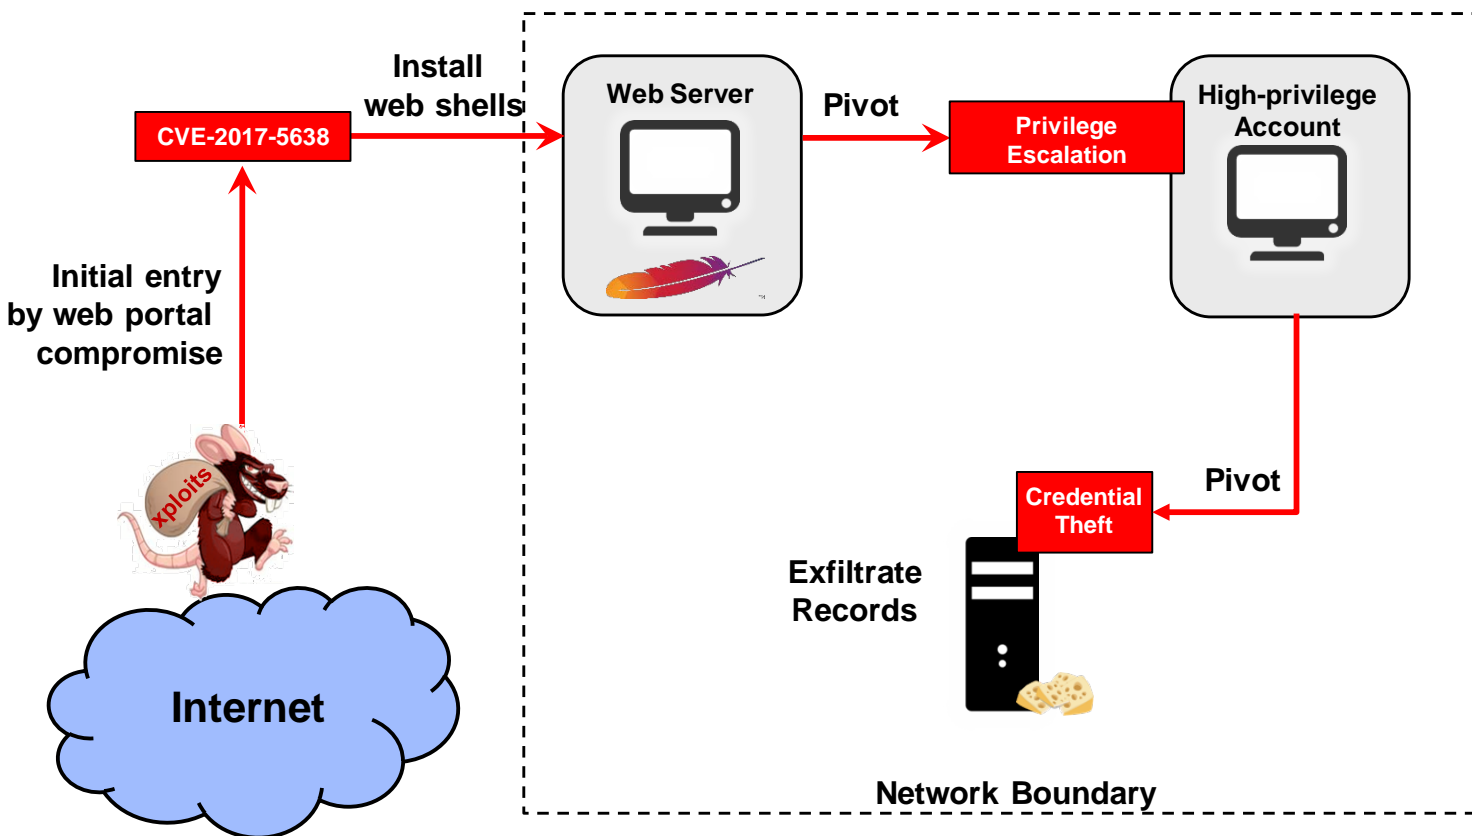 Install
web shells
CVE-2017-5638
Web Server
Pivot
Privilege
Escalation
High-privilege
Account
Initial entry
by web portal
compromise
TM
xploits
Internet
Pivot
Credential
Theft
Exfiltrate
Records
Network Boundary